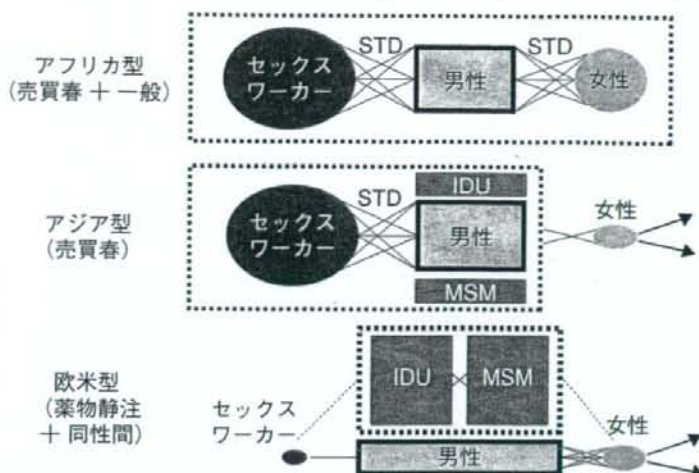 アフリカ型
(売買春 + 一般)
セックス
ワーカー
STD
男性
STD
女性
アジア型
(売買春)
セックス
ワーカー
STD
IDU
男性
MSM
女性
欧米型
(薬物静注
+ 同性間)
セックス
ワーカー
IDU
MSM
男性
女性